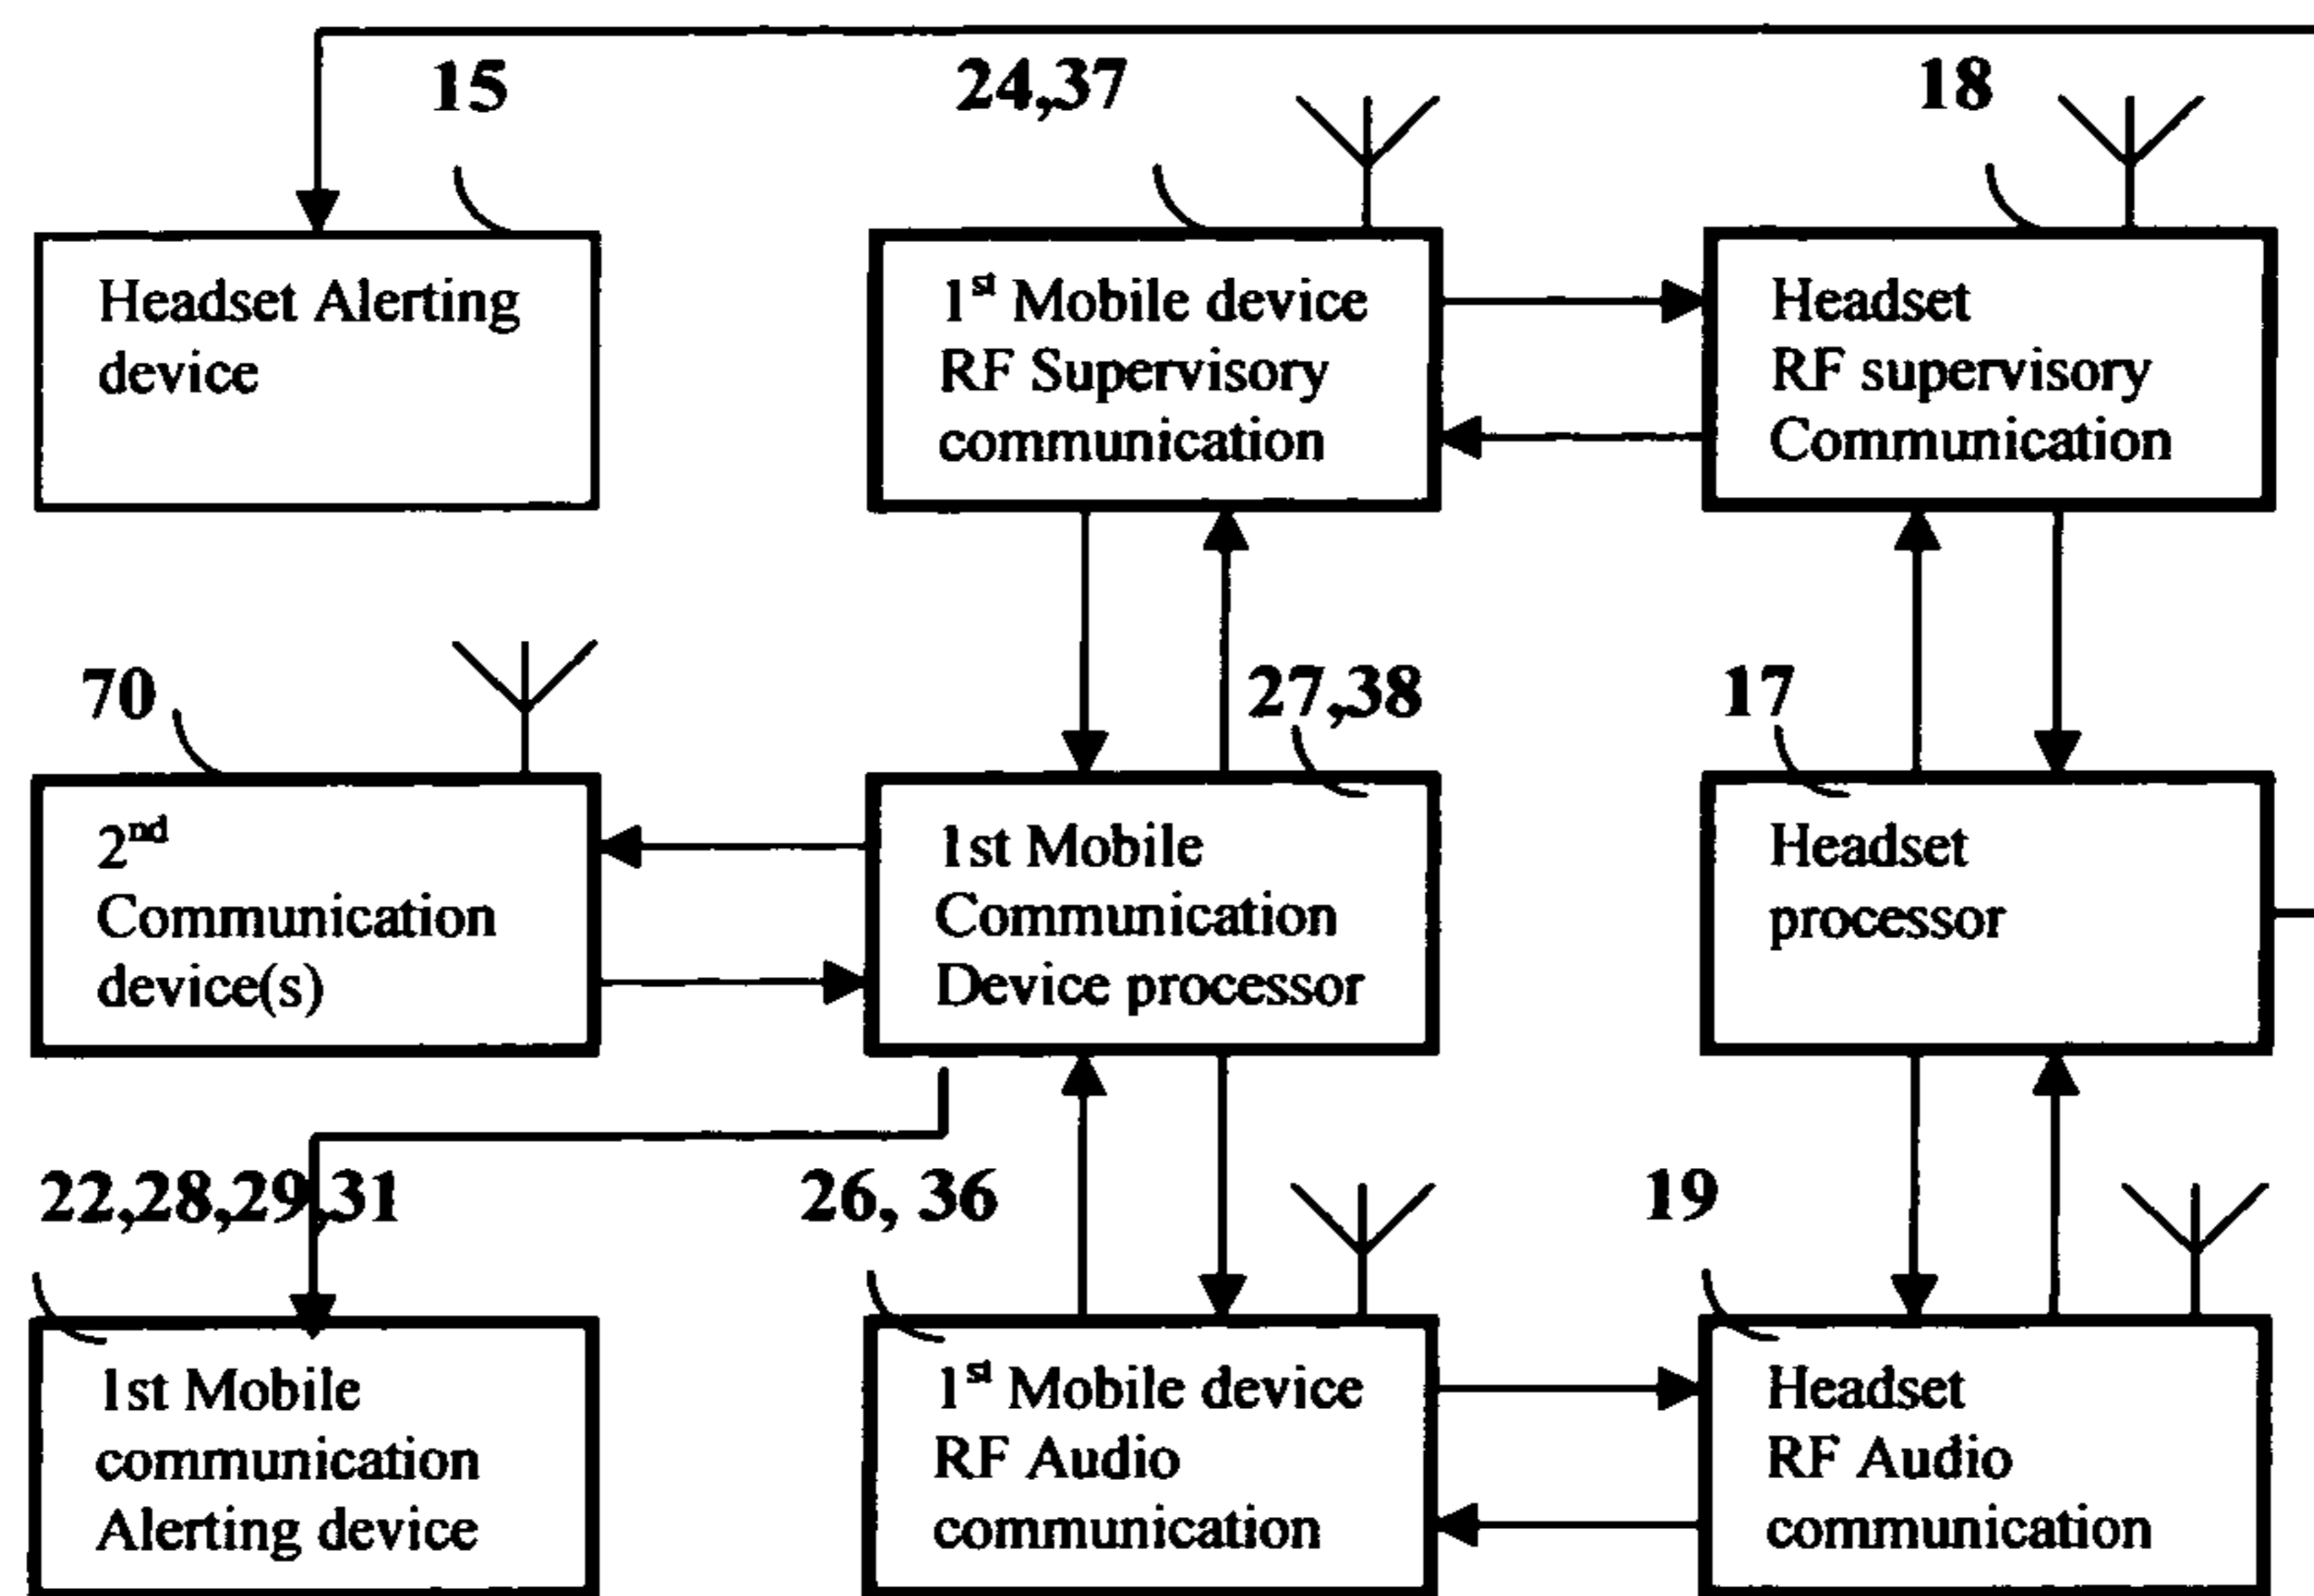 15
24,37
18
Headset Alerting
device
1st Mobile device
RF Supervisory
communication
Headset
RF supervisory
Communication
70
27,38
17
2nd
Communication
device(s)
1st Mobile
Communication
Device processor
Headset
processor
22,28,29,31
26, 36
19
1st Mobile
communication
Alerting device
1st Mobile device
RF Audio
communication
Headset
RF Audio
communication